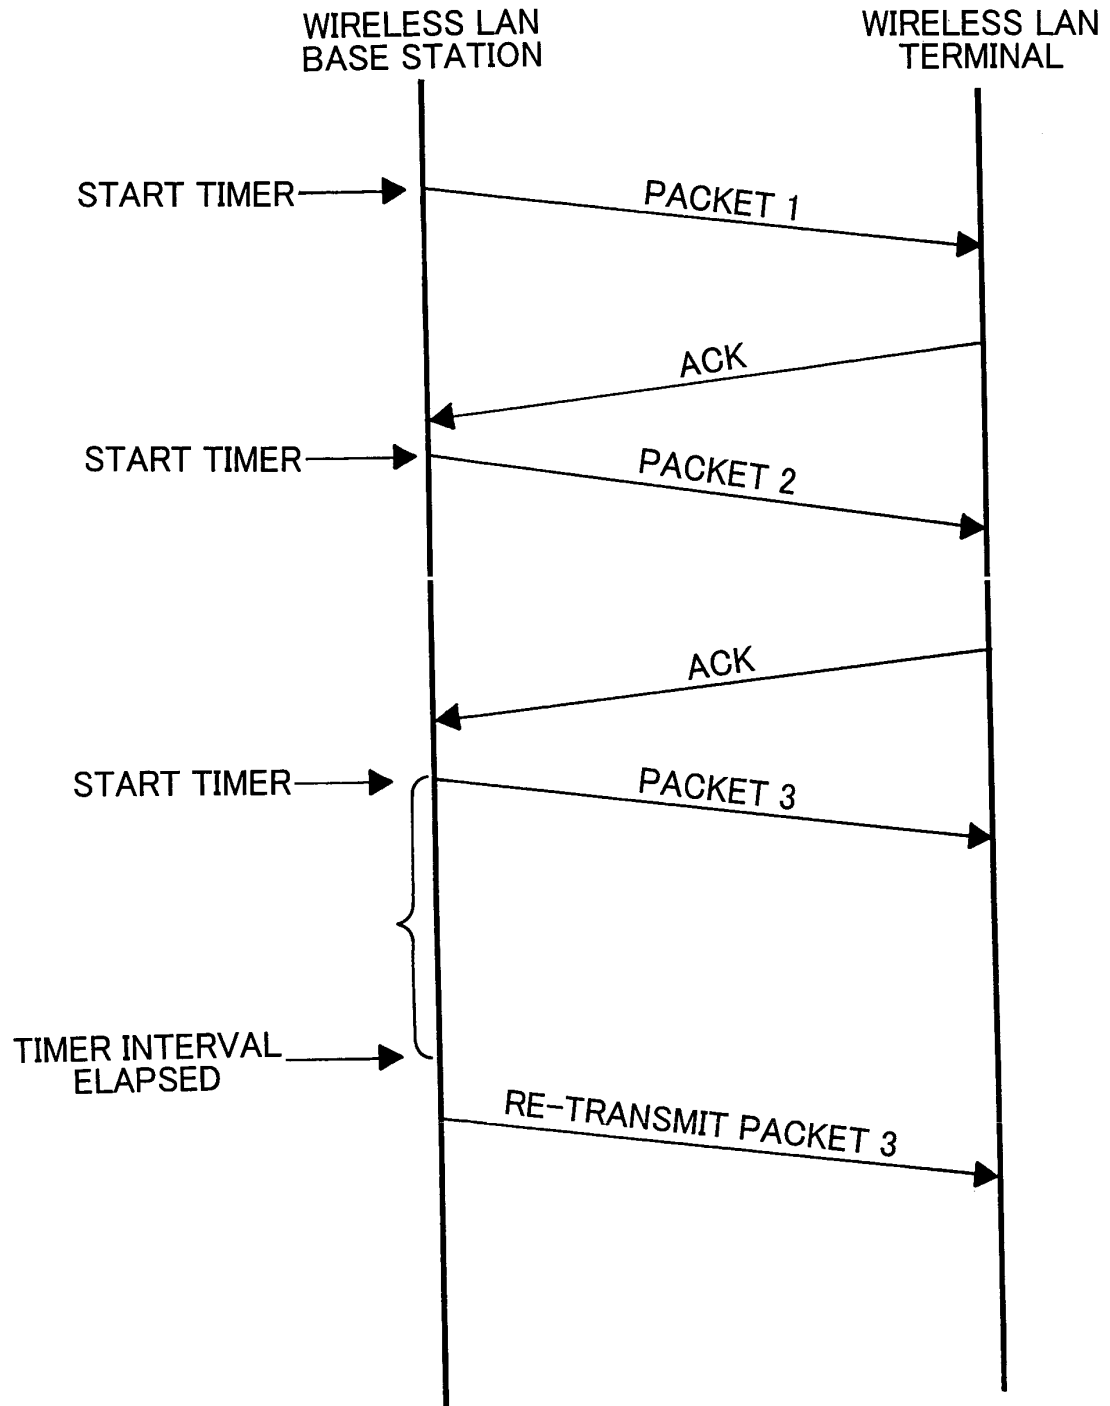 WIRELESS LAN
BASE STATION
WIRELESS LAN
TERMINAL
START TIMER
PACKET 1
ACK
START TIMER
PACKET 2
ACK
START TIMER
PACKET 3
TIMER INTERVAL
ELAPSED
RE-TRANSMIT PACKET 3